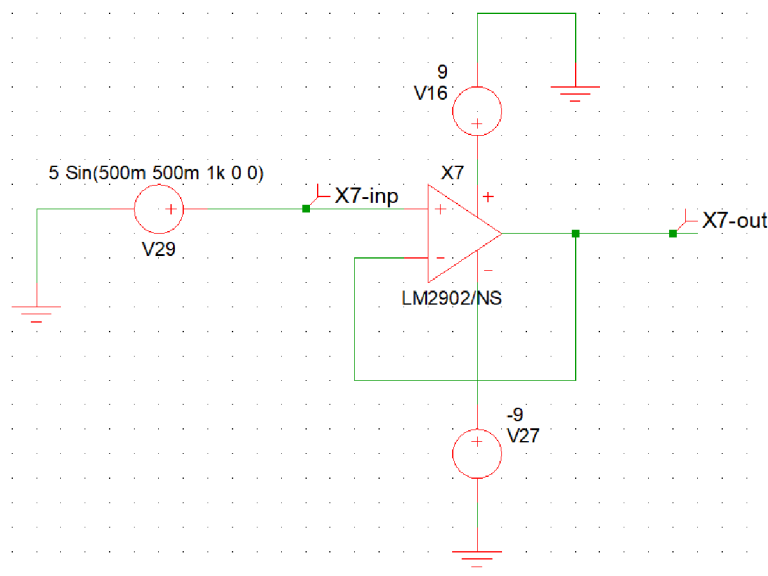 9
V16
5 Sin(500m 500m 1k 0 0)
X7
X7-inp
+
+
+
+
X7-out
V29
-
-
LM2902/NS
-9
V27
+